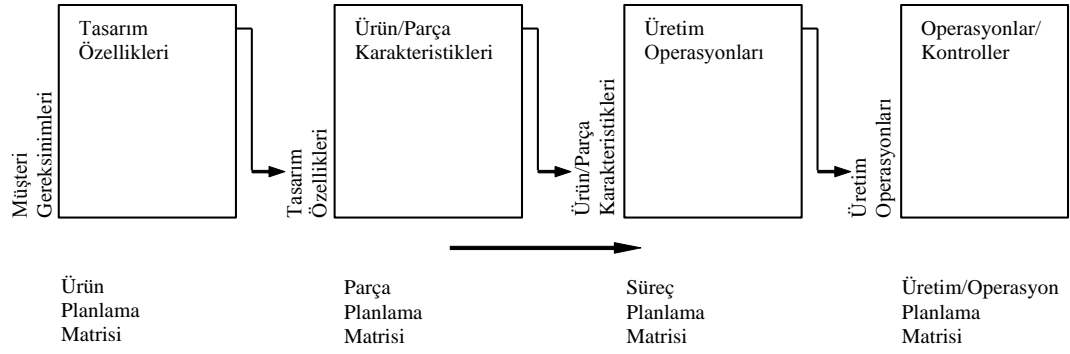 Tasarım
Özellikleri
Müşteri
Gereksinimleri
Ürün/Parça
Karakteristikleri
Tasarım
Özellikleri
Üretim
Operasyonları
Ürün/Parça
Karakteristikleri
Operasyonlar/
Kontroller
Üretim
Operasyonları
Ürün
Planlama
Matrisi
Parça
Planlama
Matrisi
Süreç
Planlama
Matrisi
Üretim/Operasyon
Planlama
Matrisi